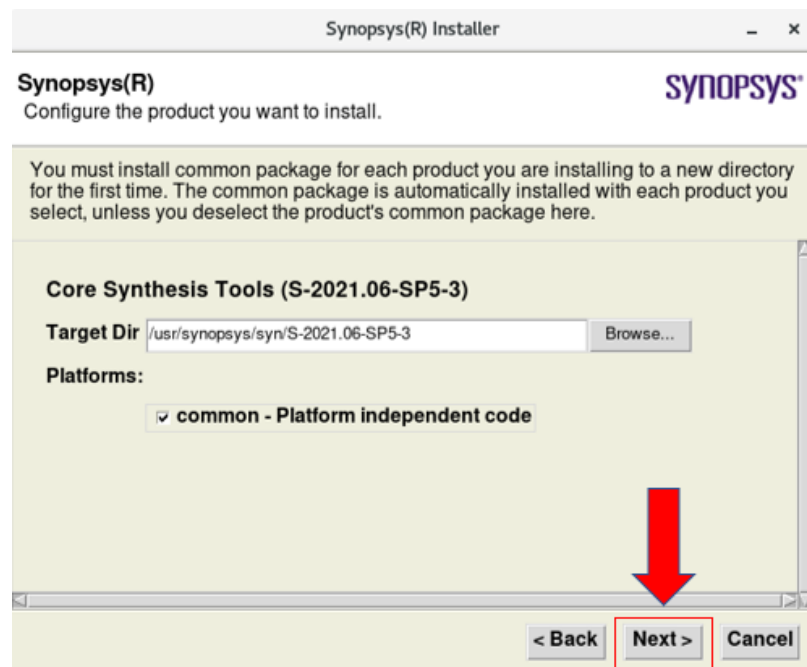 Synopsys(R) Installer
Synopsys(R)
SYNOPSYS®
Configure the product you want to install.
You must install common package for each product you are installing to a new directory
for the first time. The common package is automatically installed with each product you
select, unless you deselect the product's common package here.
Core Synthesis Tools (S-2021.06-SP5-3)
Target Dir /usr/synopsys/syn/S-2021.06-SP5-3 Browse...
Platforms:
common - Platform independent code
< Back Next > Cancel